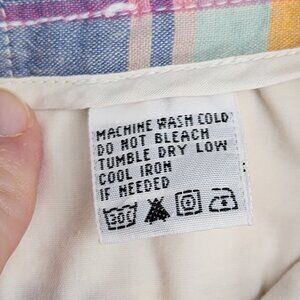 MACHINE WASH COLD
DO NOT BLEACH
TUMBLE DRY LOW
COOL IRON
IF NEEDED
30